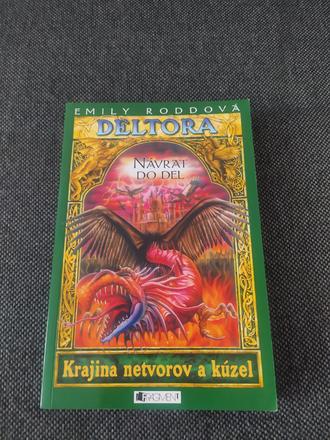 EMILY RODDOVÁ
DELTORA
NÁVRAT
DO DEL
Krajina netvorov a kúzel
FRAGMENT